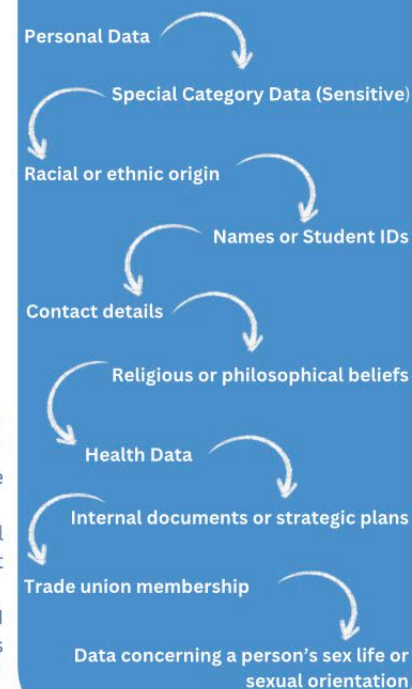 Personal Data
Special Category Data (Sensitive)
Racial or ethnic origin
Names or Student IDs
Contact details
Religious or philosophical beliefs
Health Data
Internal documents or strategic plans
Trade union membership
Data concerning a person's sex life or
sexual orientation